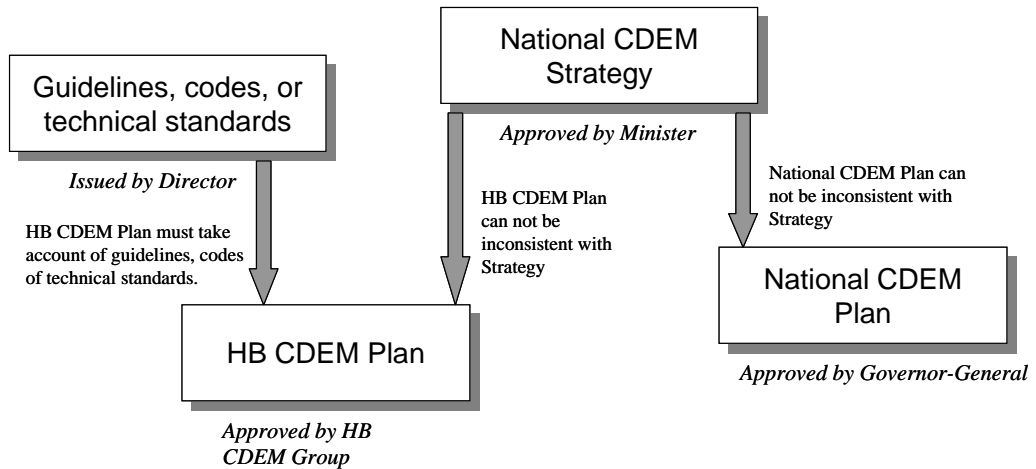 National CDEM
Strategy
Guidelines, codes, or
technical standards
Approved by Minister
Issued by Director
National CDEM Plan can
not be inconsistent with
Strategy
HB CDEM Plan
can not be
inconsistent with
Strategy
HB CDEM Plan must take
account of guidelines, codes
of technical standards.
National CDEM
Plan
HB CDEM Plan
Approved by Governor-General
Approved by HB
CDEM Group